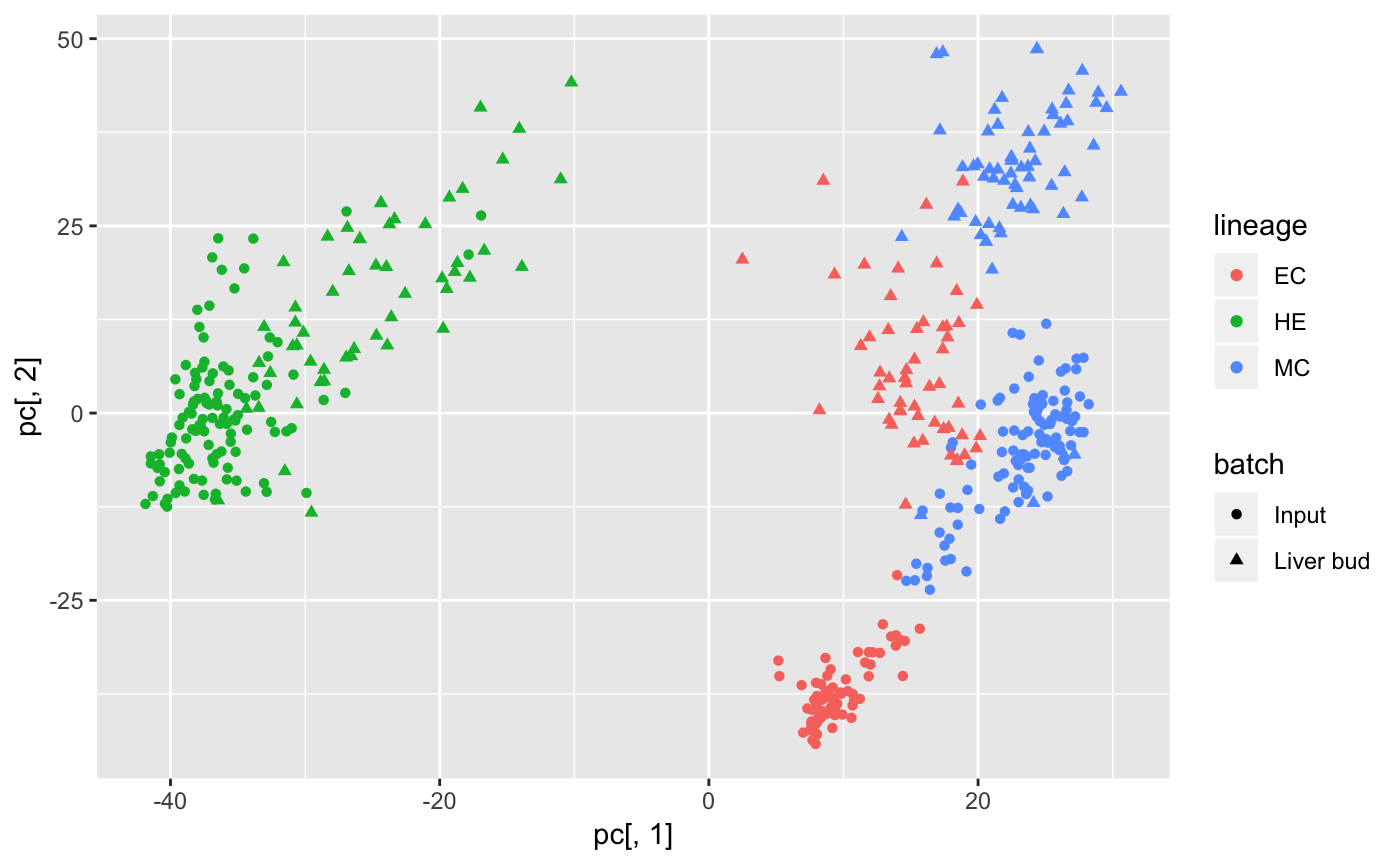 50
25
0
-25
-40
-20
0
20
pc[, 1]
pc[, 2]
lineage
EC
HE
MC
batch
Input
Liver bud